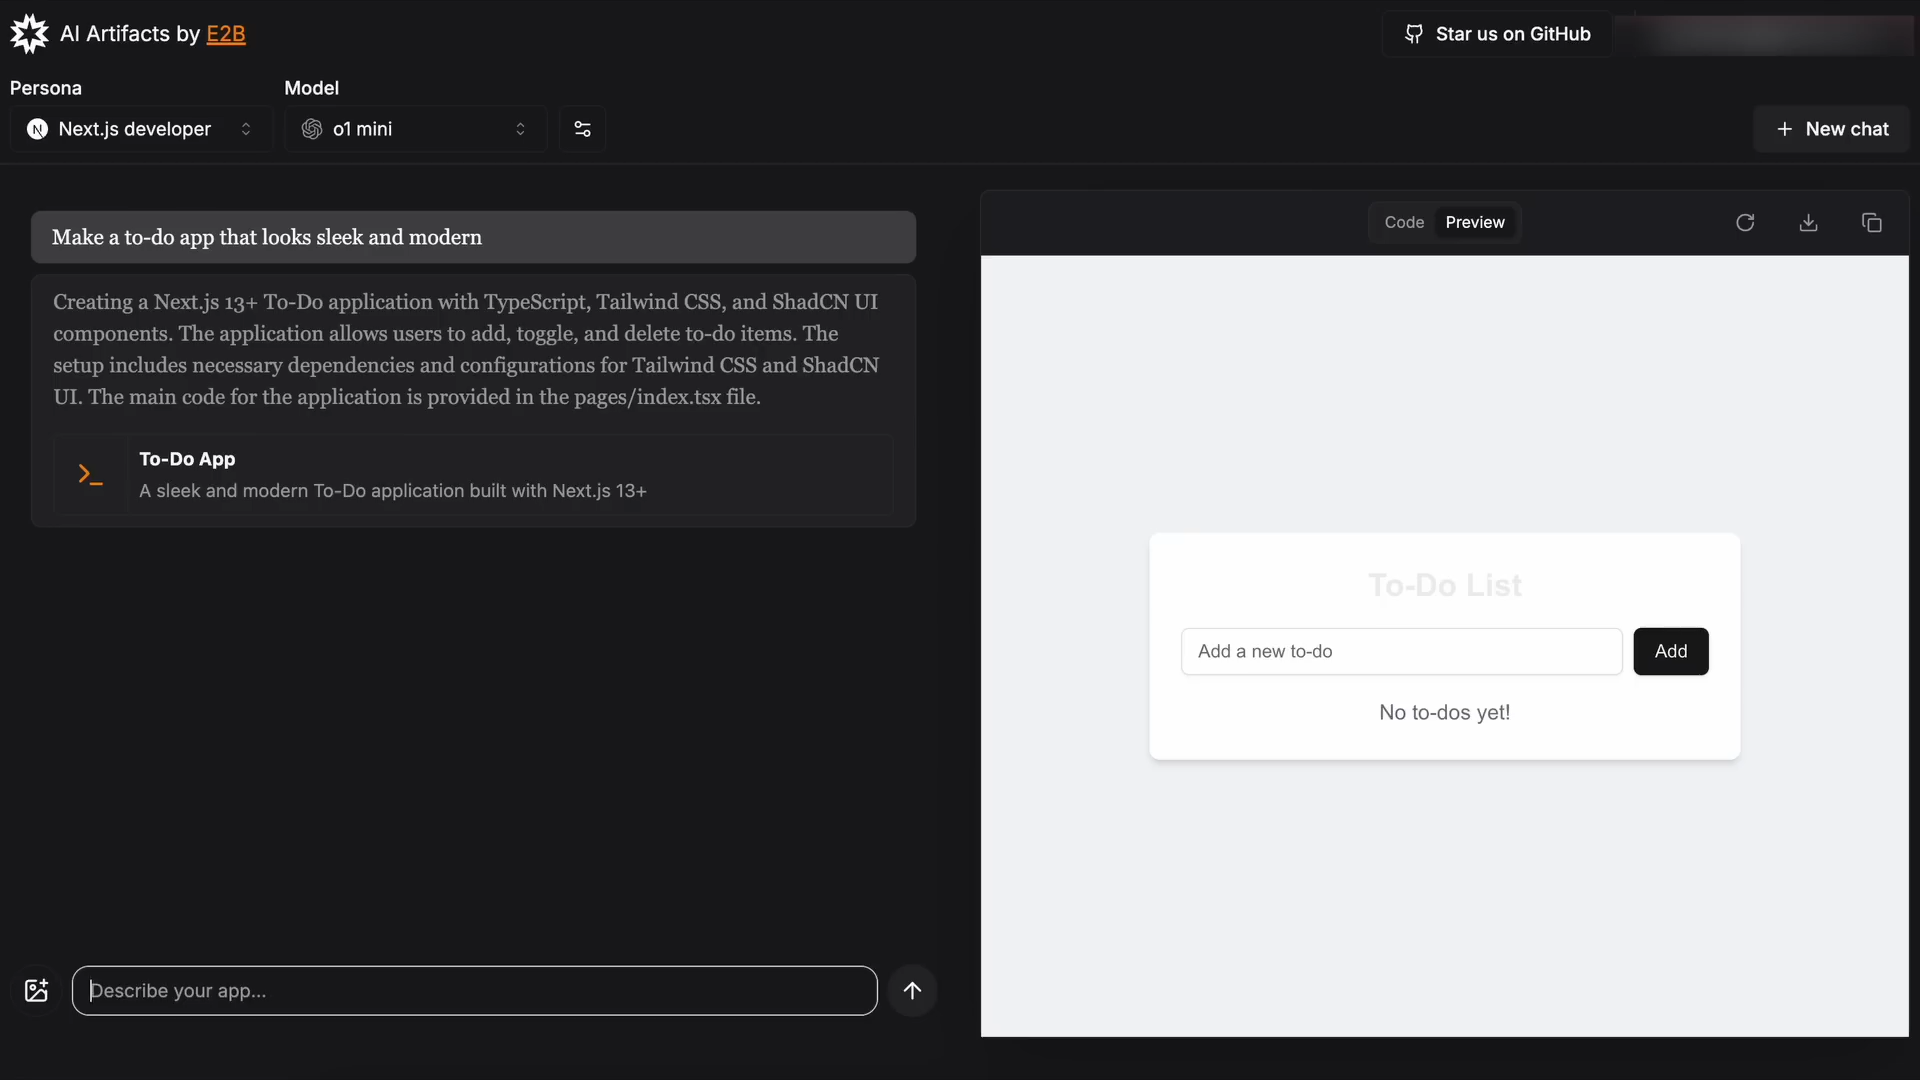 AI Artifacts by E2B
Star us on GitHub
Persona
Model
N Next.js developer
o1 mini
+ New chat
Make a to-do app that looks sleek and modern
Creating a Next.js 13+ To-Do application with TypeScript, Tailwind CSS, and ShadCN UI
components. The application allows users to add, toggle, and delete to-do items. The
setup includes necessary dependencies and configurations for Tailwind CSS and ShadCN
UI. The main code for the application is provided in the pages/index.tsx file.
To-Do App
A sleek and modern To-Do application built with Next.js 13+
Describe your app...
Code
Preview
To-Do List
Add a new to-do
Add
No to-dos yet!